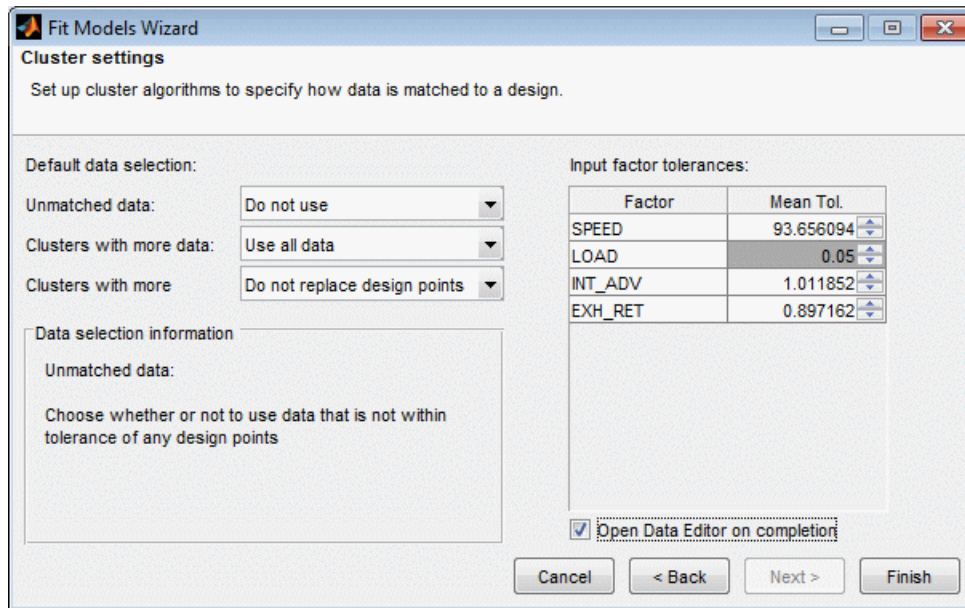 Fit Models Wizard
Cluster settings
Set up cluster algorithms to specify how data is matched to a design.
Default data selection:
Unmatched data: Do not use
Clusters with more data: Use all data
Clusters with more Do not replace design points
Data selection information
Unmatched data:
Choose whether or not to use data that is not within
tolerance of any design points
Input factor tolerances:
Factor Mean Tol.
SPEED 93.656094
LOAD 0.05
INT_ADV 1.011852
EXH_RET 0.897162
Open Data Editor on completion
Cancel < Back Next > Finish